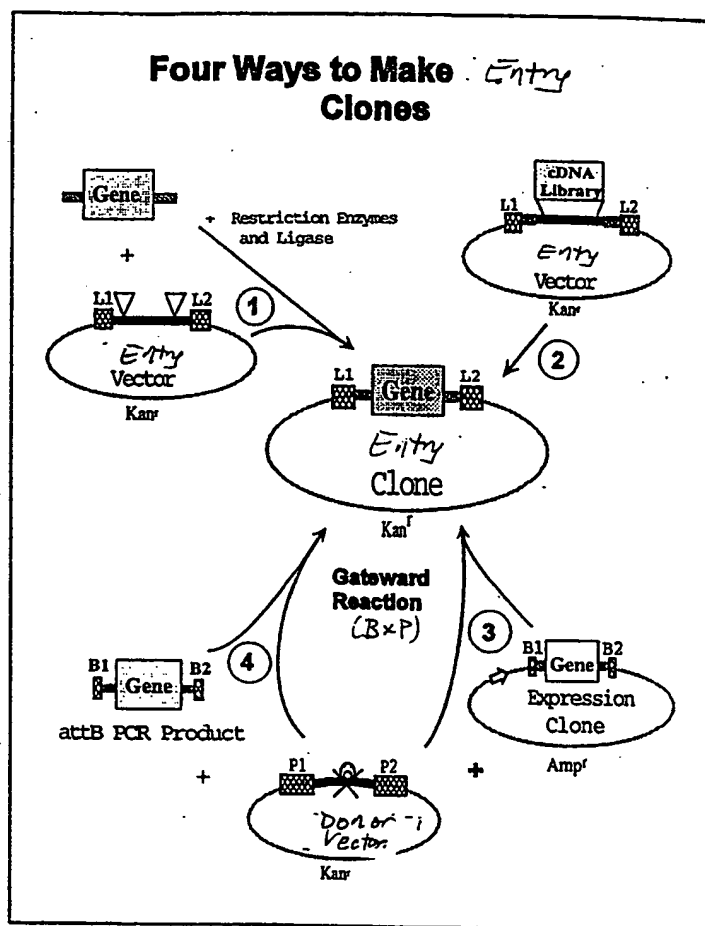 Four Ways to Make Entry
Clones
Gene
+ Restriction Enzymes
and Ligase
+
L1 L2
1
Entry
Vector
Kanr
cDNA
Library
L1 L2
Entry
Vector
Kanr
2
L1 Gene L2
Entry
Clone
Kanr
Gateward
Reaction
(B×P)
4
3
B1 Gene B2
attB PCR Product
+
P1 P2
Donor
Vector
Kanr
+
B1 Gene B2
Expression
Clone
Ampr